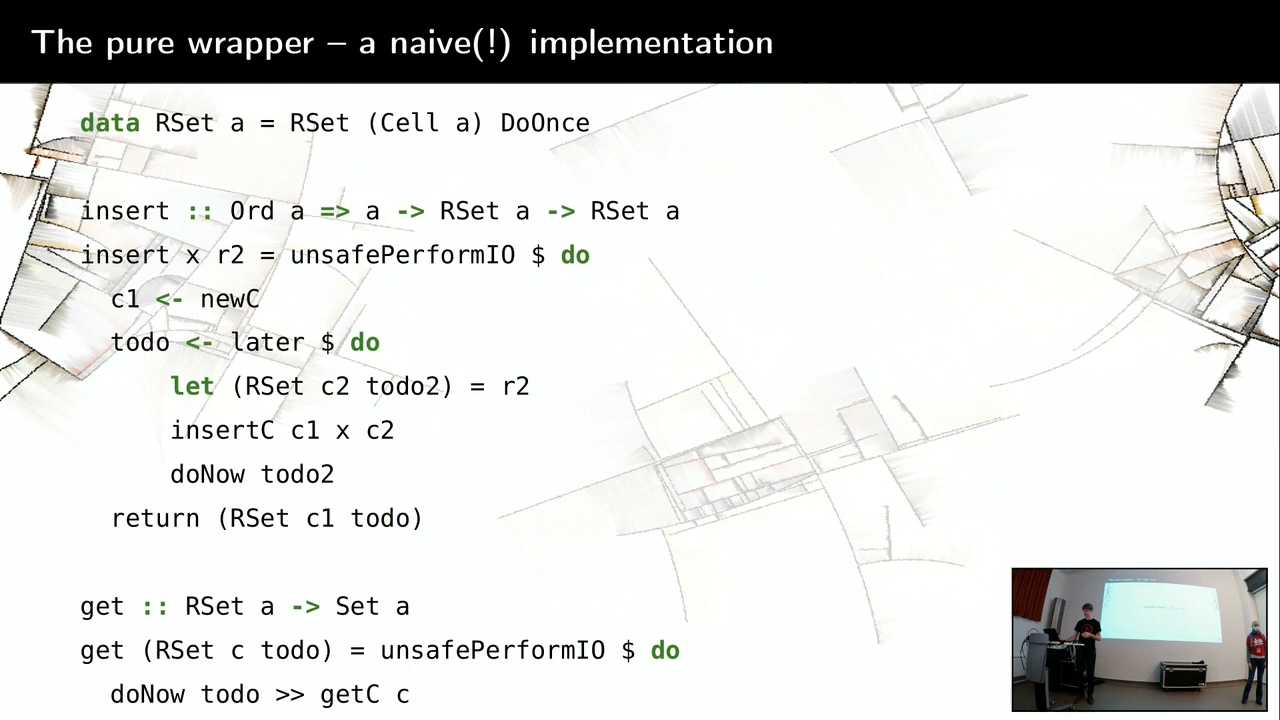 The pure wrapper – a naive(!) implementation
data RSet a = RSet (Cell a) DoOnce
insert :: Ord a => a -> RSet a -> RSet a
insert x r2 = unsafePerformIO $ do
  c1 <- newC
  todo <- later $ do
      let (RSet c2 todo2) = r2
      insertC c1 x c2
      doNow todo2
  return (RSet c1 todo)
get :: RSet a -> Set a
get (RSet c todo) = unsafePerformIO $ do
  doNow todo >> getC c